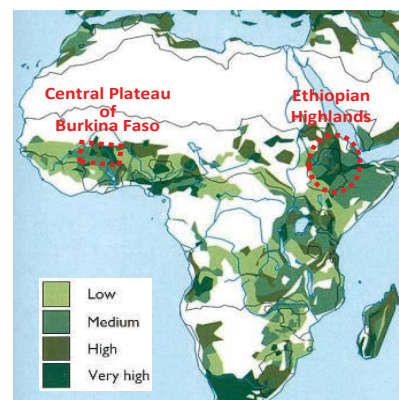 Central Plateau
of
Burkina Faso
Ethiopian
Highlands
Low
Medium
High
Very high